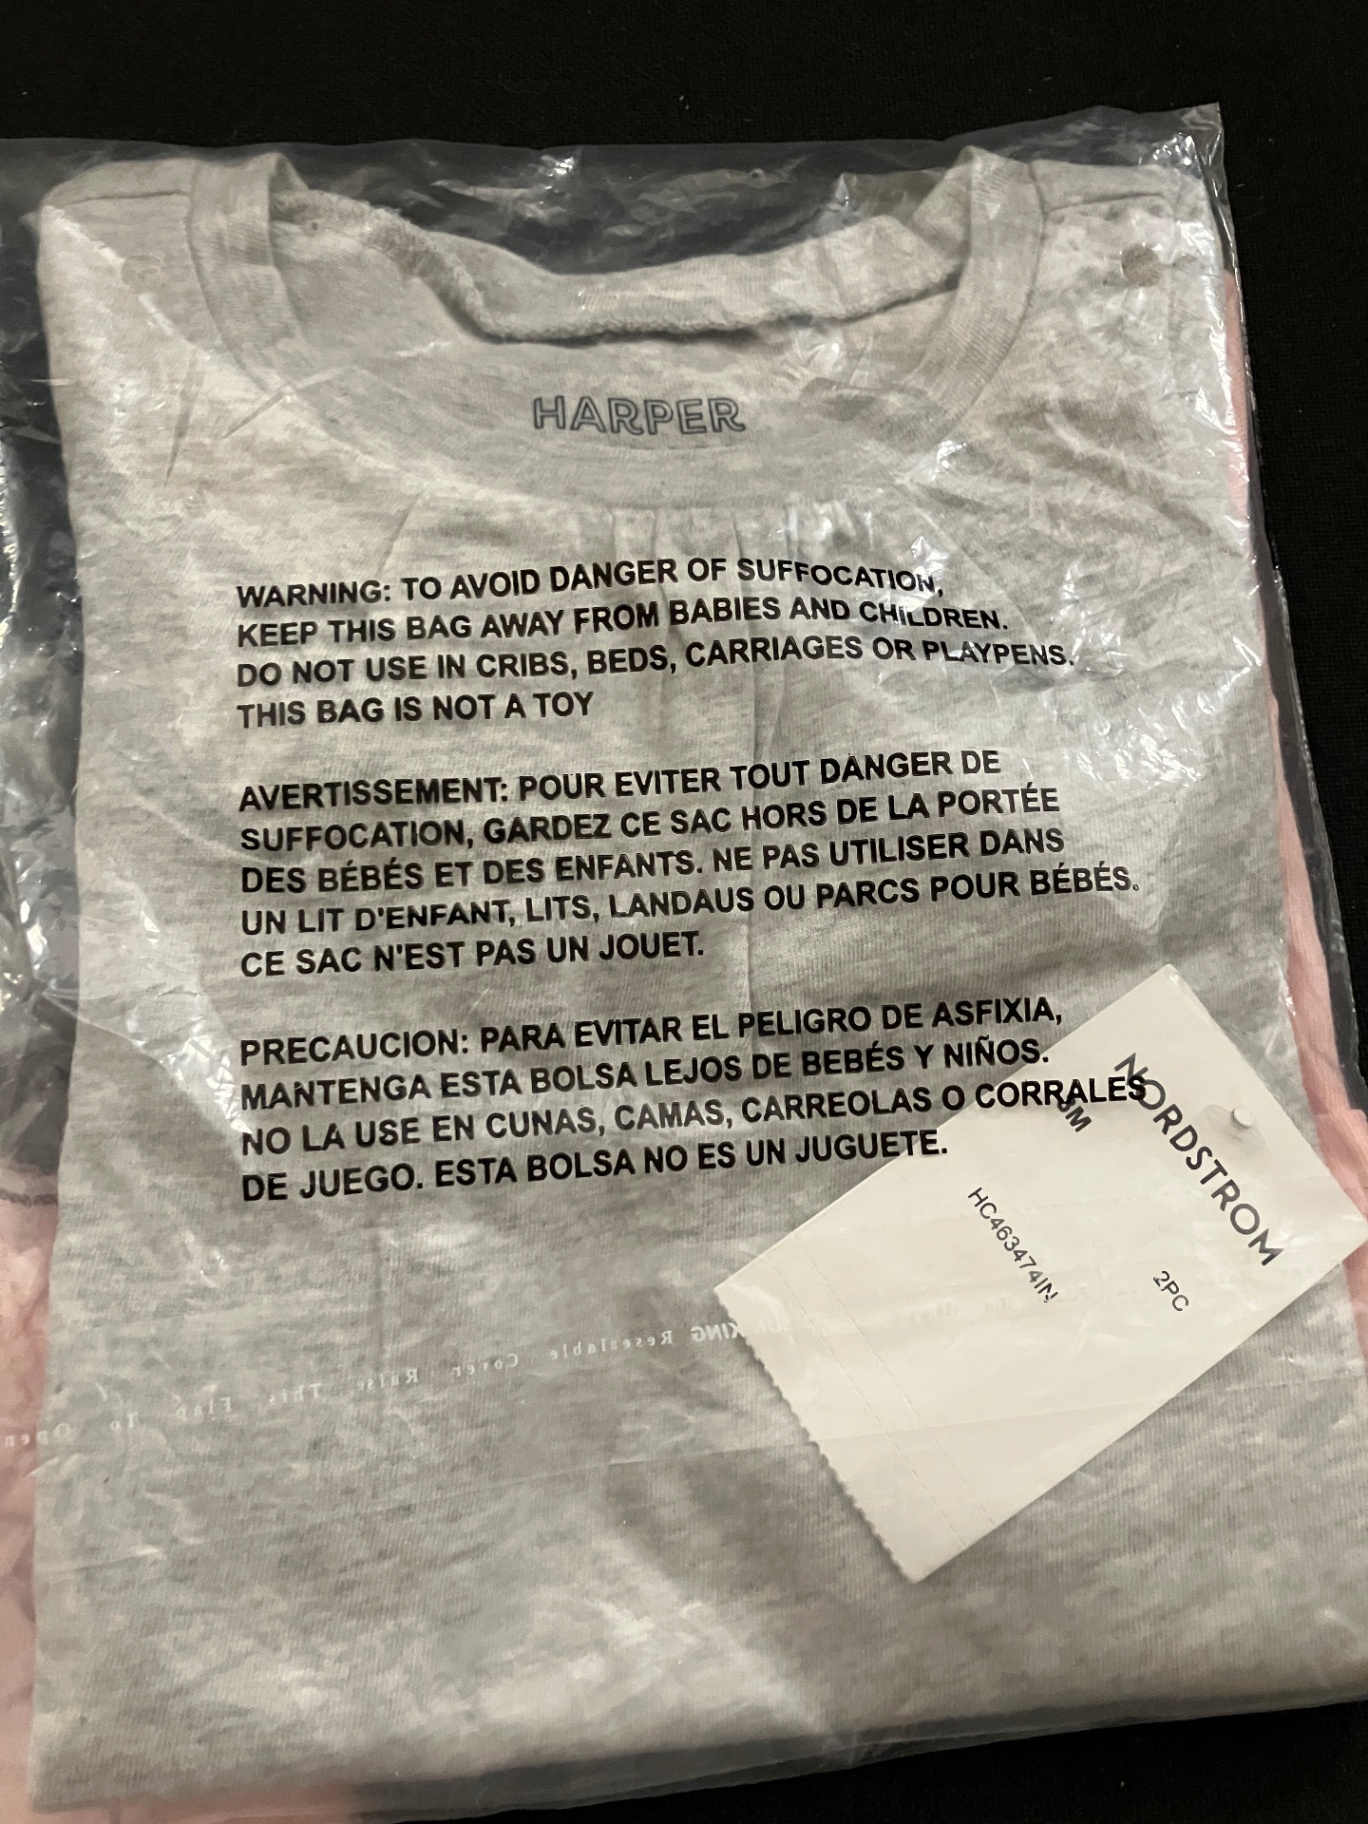 HARPER
WARNING: TO AVOID DANGER OF SUFFOCATION,
KEEP THIS BAG AWAY FROM BABIES AND CHILDREN.
DO NOT USE IN CRIBS, BEDS, CARRIAGES OR PLAYPENS.
THIS BAG IS NOT A TOY
AVERTISSEMENT: POUR EVITER TOUT DANGER DE
SUFFOCATION, GARDEZ CE SAC HORS DE LA PORTÉE
DES BÉBÉS ET DES ENFANTS. NE PAS UTILISER DANS
UN LIT D'ENFANT, LITS, LANDAUS OU PARCS POUR BÉBÉS.
CE SAC N'EST PAS UN JOUET.
PRECAUCION: PARA EVITAR EL PELIGRO DE ASFIXIA,
MANTENGA ESTA BOLSA LEJOS DE BEBÉS Y NIÑOS.
NO LA USE EN CUNAS, CAMAS, CARREOLAS O CORRALES
DE JUEGO. ESTA BOLSA NO ES UN JUGUETE.
NORDSTROM
HC463474IN
2PC
Resealable Cover Raise This Flap To Open